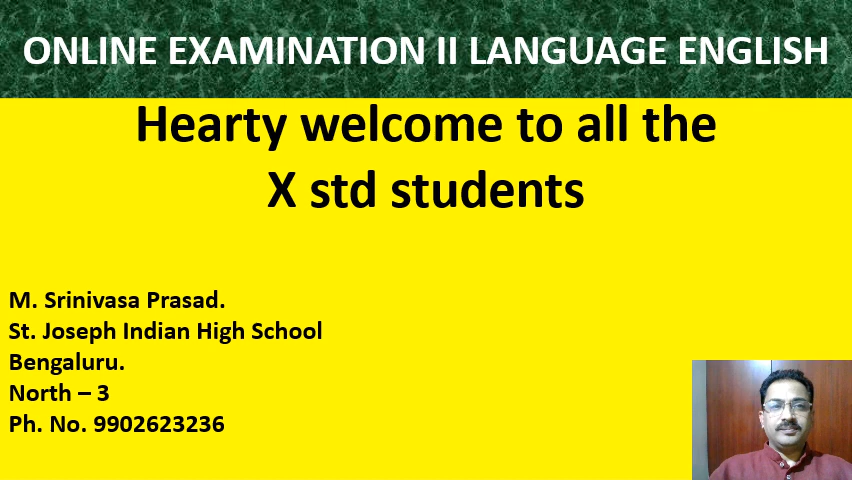 ONLINE EXAMINATION II LANGUAGE ENGLISH
Hearty welcome to all the
X std students
M. Srinivasa Prasad.
St. Joseph Indian High School
Bengaluru.
North – 3
Ph. No. 9902623236